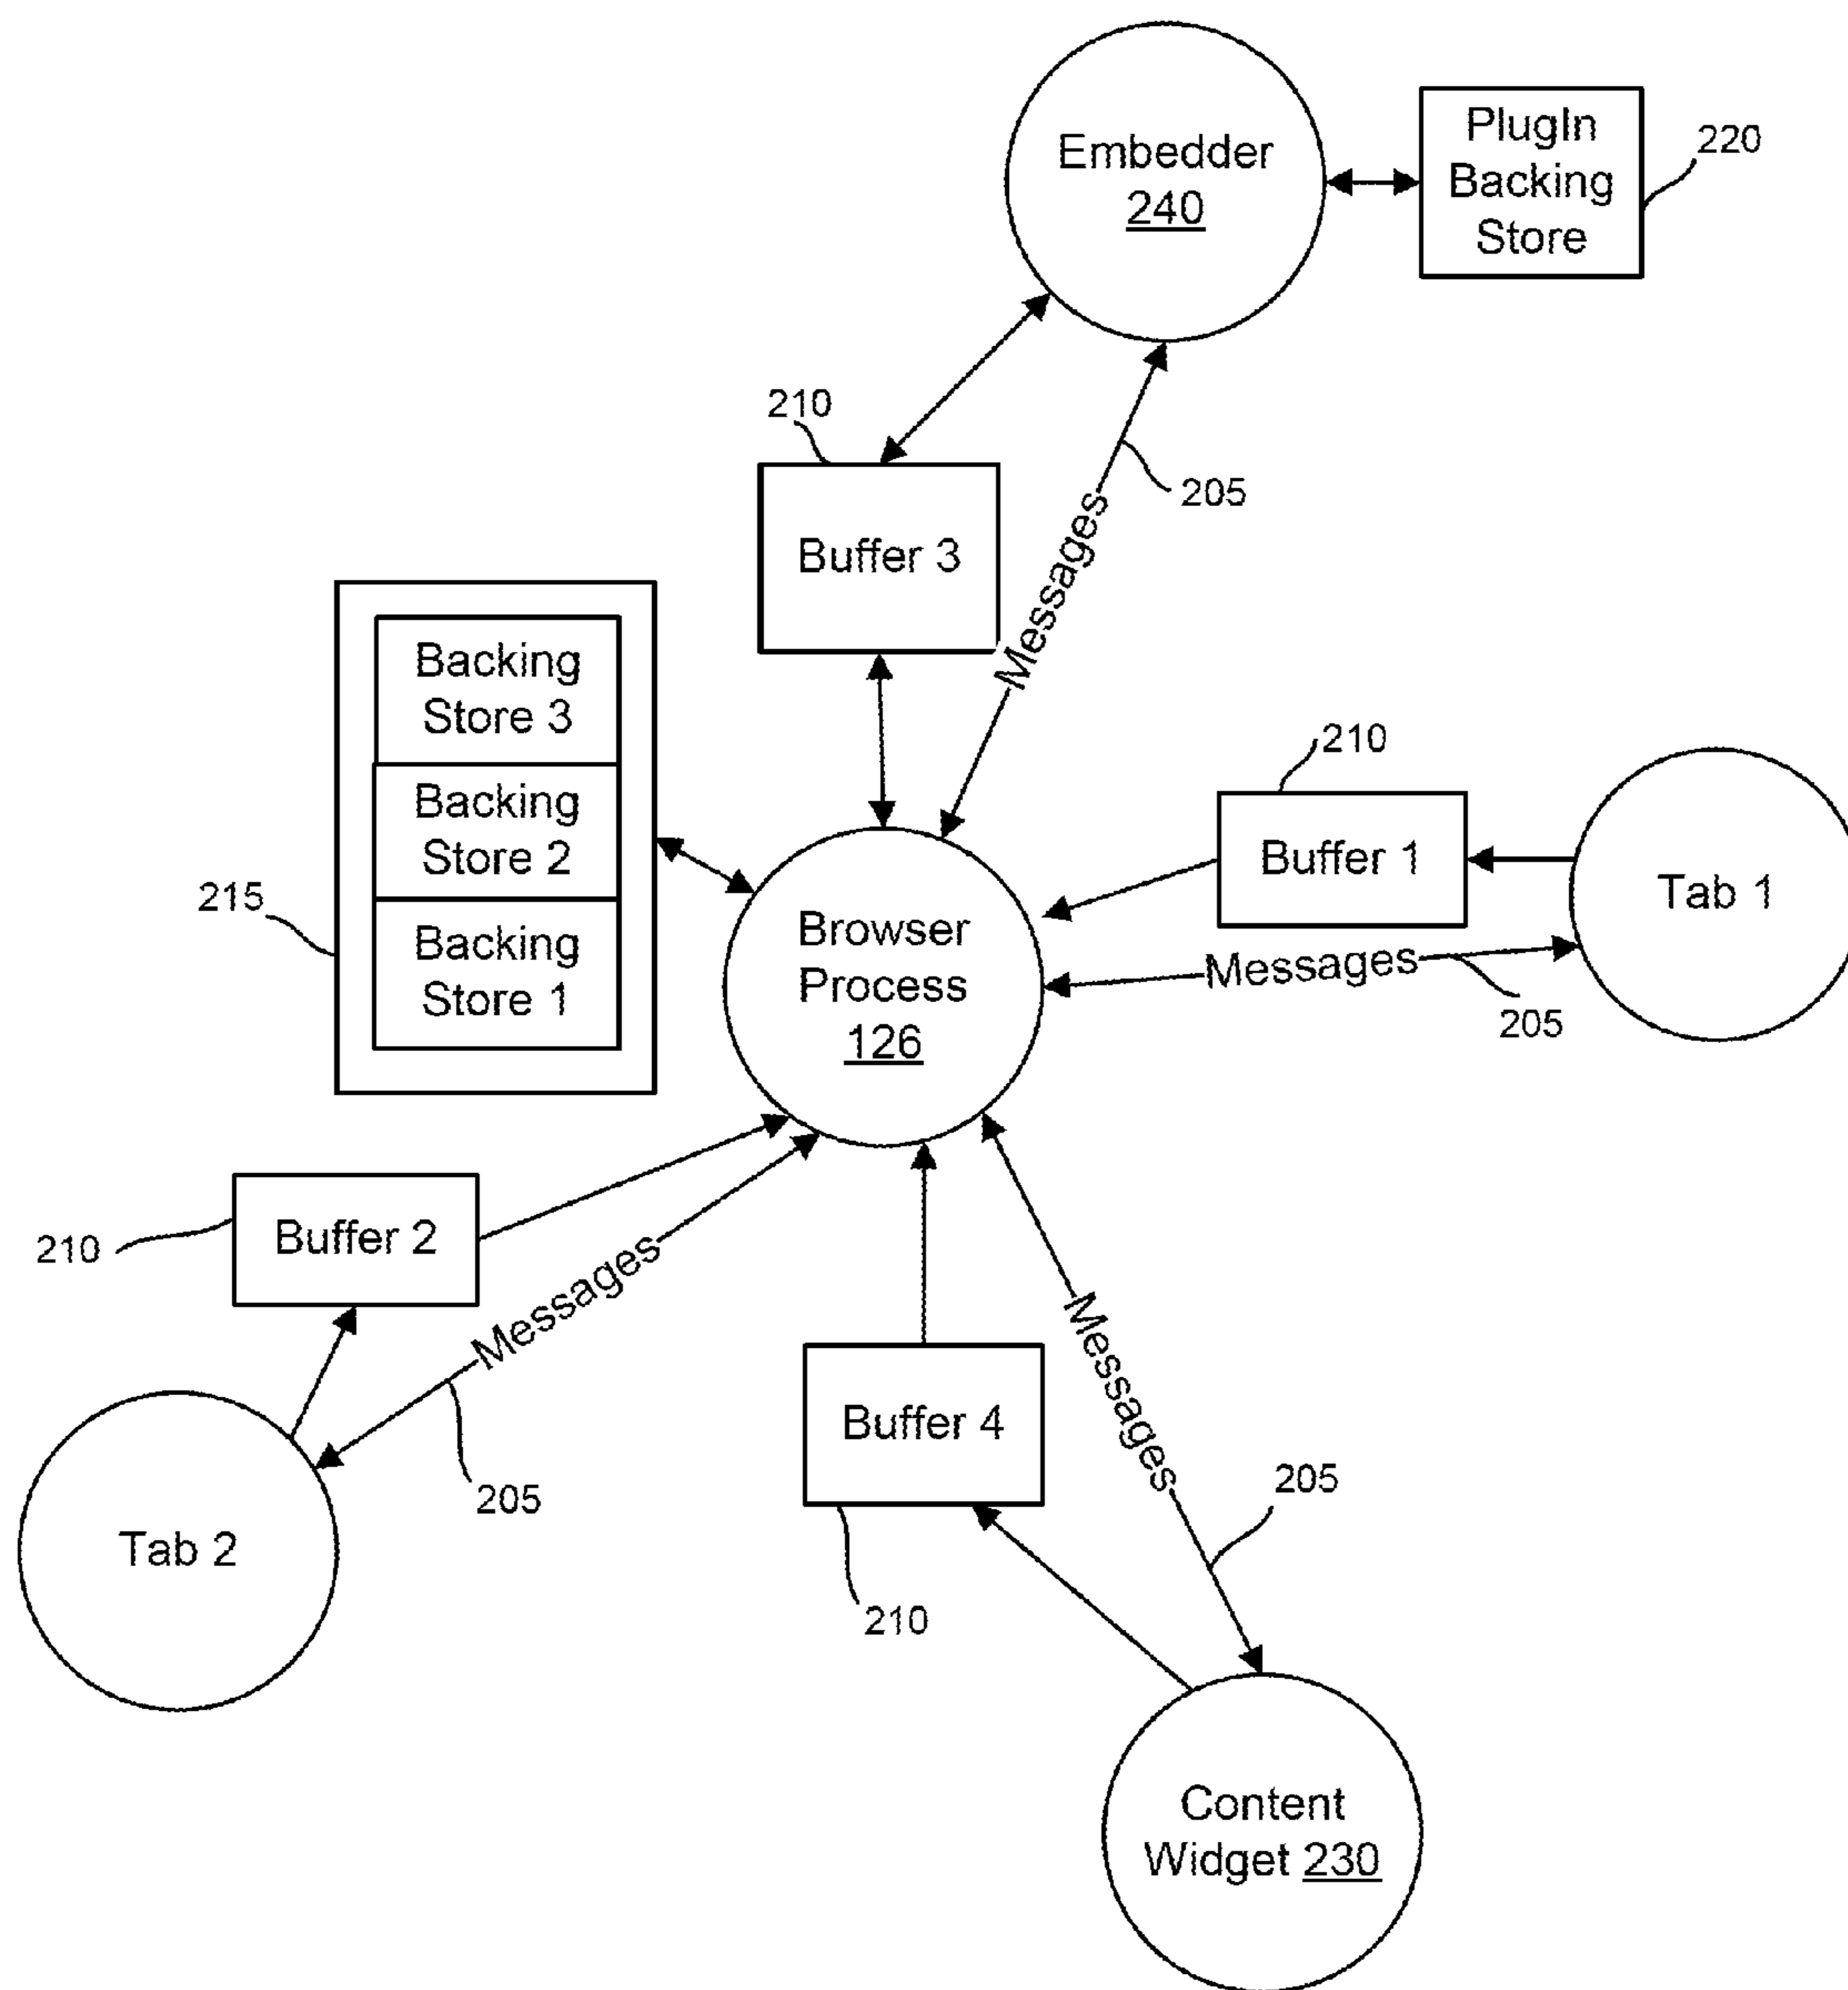 Embedder
240
PlugIn
Backing
Store
220
210
Buffer 3
Messages
205
Backing
Store 3
Backing
Store 2
Backing
Store 1
215
Browser
Process
126
210
Buffer 1
Tab 1
Messages
205
210
Buffer 2
Messages
205
Tab 2
Buffer 4
210
Messages
205
Content
Widget 230